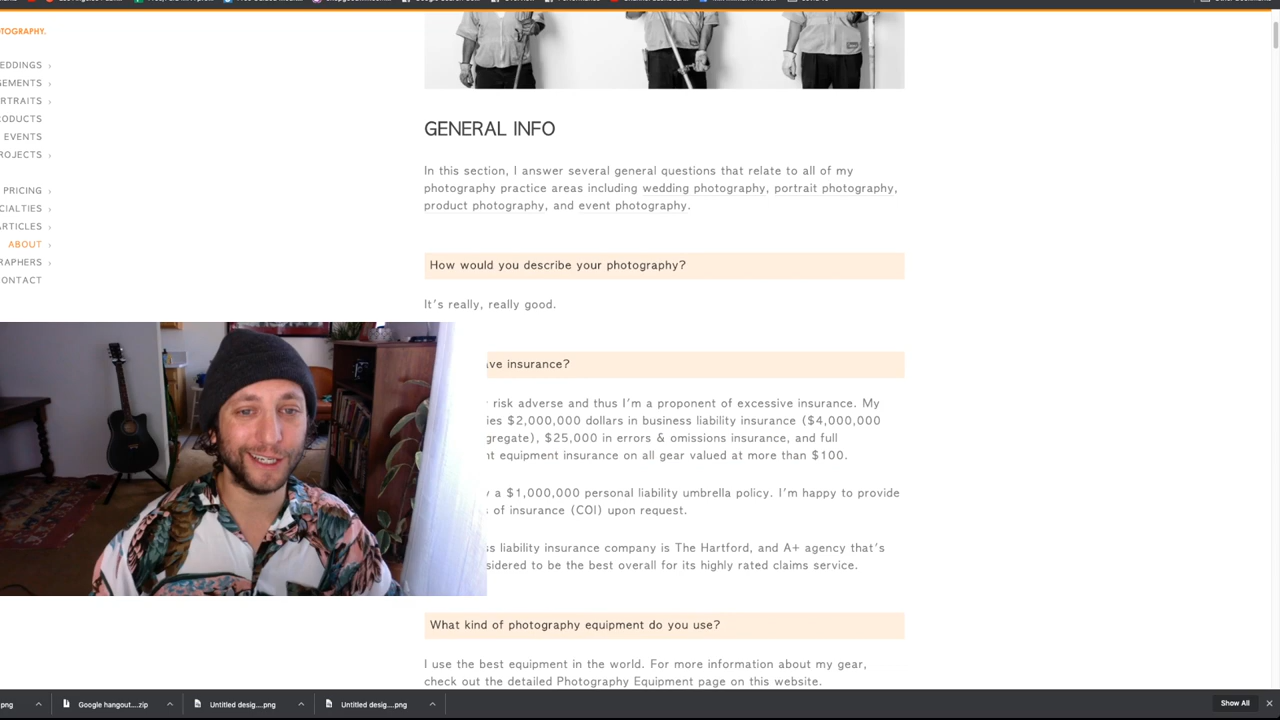 OTOGRAPHY.
EDDINGS ›
GEMENTS ›
RTRAITS ›
ODUCTS
EVENTS
ROJECTS ›
PRICING ›
CIALTIES ›
ARTICLES ›
ABOUT ›
RAPHERS ›
ONTACT
GENERAL INFO
In this section, I answer several general questions that relate to all of my
photography practice areas including wedding photography, portrait photography,
product photography, and event photography.
How would you describe your photography?
It's really, really good.
ave insurance?
risk adverse and thus I'm a proponent of excessive insurance. My
ies $2,000,000 dollars in business liability insurance ($4,000,000
gregate), $25,000 in errors & omissions insurance, and full
nt equipment insurance on all gear valued at more than $100.
y a $1,000,000 personal liability umbrella policy. I'm happy to provide
s of insurance (COI) upon request.
ss liability insurance company is The Hartford, and A+ agency that's
sidered to be the best overall for its highly rated claims service.
What kind of photography equipment do you use?
I use the best equipment in the world. For more information about my gear,
check out the detailed Photography Equipment page on this website.
.png
Google hangout....zip
Untitled desig....png
Untitled desig....png
Show All